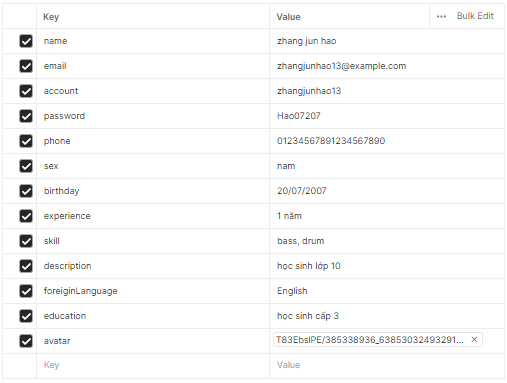 Key Value ••• Bulk Edit
name zhang jun hao
email zhangjunhao13@example.com
account zhangjunhao13
password Hao07207
phone 01234567891234567890
sex nam
birthday 20/07/2007
experience 1 năm
skill bass, drum
description học sinh lớp 10
foreiginLanguage English
education học sinh cấp 3
avatar T83EbslPE/385338936_63853032493291... ×
Key Value